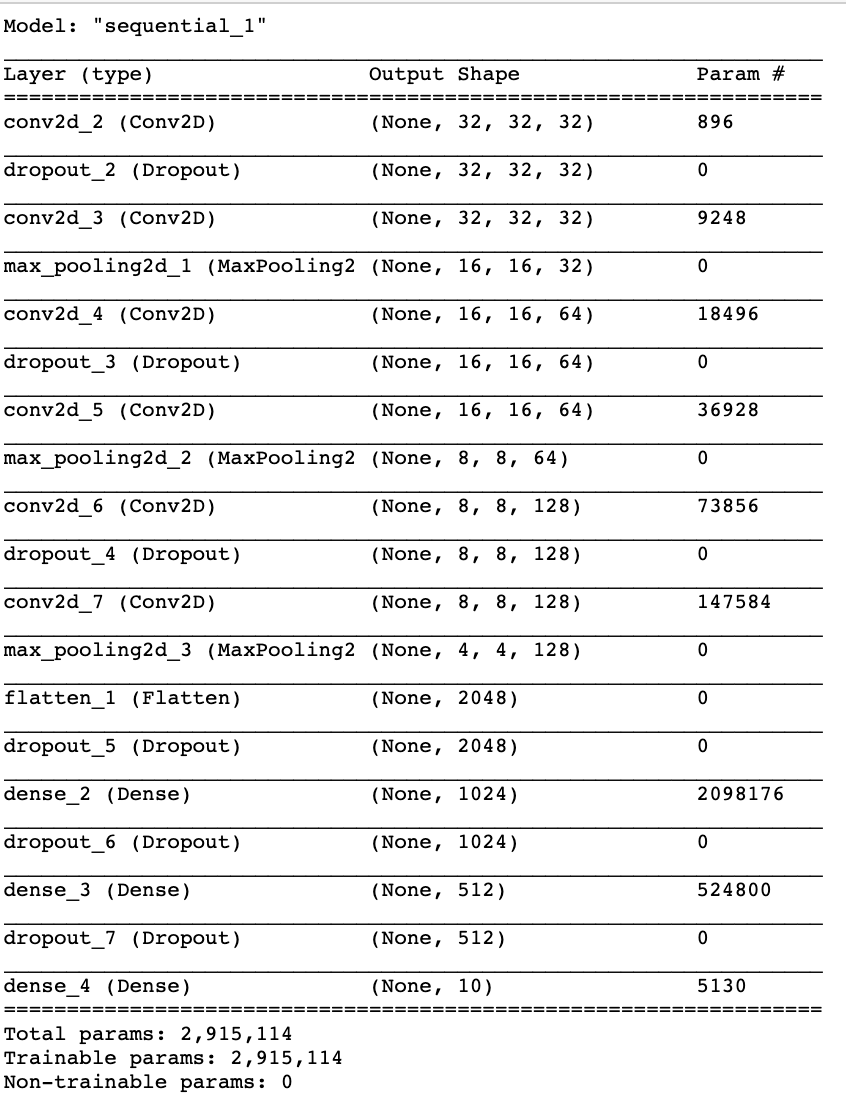 Model: "sequential_1"
Layer (type) Output Shape Param #
conv2d_2 (Conv2D) (None, 32, 32, 32) 896
dropout_2 (Dropout) (None, 32, 32, 32) 0
conv2d_3 (Conv2D) (None, 32, 32, 32) 9248
max_pooling2d_1 (MaxPooling2 (None, 16, 16, 32) 0
conv2d_4 (Conv2D) (None, 16, 16, 64) 18496
dropout_3 (Dropout) (None, 16, 16, 64) 0
conv2d_5 (Conv2D) (None, 16, 16, 64) 36928
max_pooling2d_2 (MaxPooling2 (None, 8, 8, 64) 0
conv2d_6 (Conv2D) (None, 8, 8, 128) 73856
dropout_4 (Dropout) (None, 8, 8, 128) 0
conv2d_7 (Conv2D) (None, 8, 8, 128) 147584
max_pooling2d_3 (MaxPooling2 (None, 4, 4, 128) 0
flatten_1 (Flatten) (None, 2048) 0
dropout_5 (Dropout) (None, 2048) 0
dense_2 (Dense) (None, 1024) 2098176
dropout_6 (Dropout) (None, 1024) 0
dense_3 (Dense) (None, 512) 524800
dropout_7 (Dropout) (None, 512) 0
dense_4 (Dense) (None, 10) 5130
Total params: 2,915,114
Trainable params: 2,915,114
Non-trainable params: 0